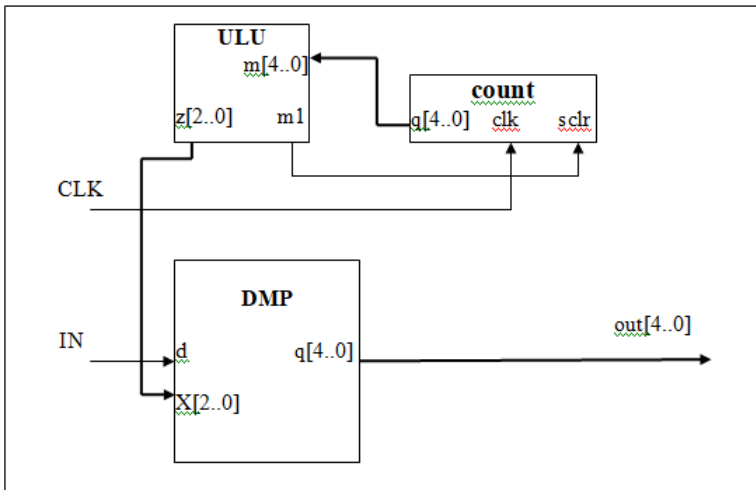 ULU
m[4..0]
z[2..0] m1
count
q[4..0] clk sclr
CLK
DMP
IN
d q[4..0]
X[2..0]
out[4..0]